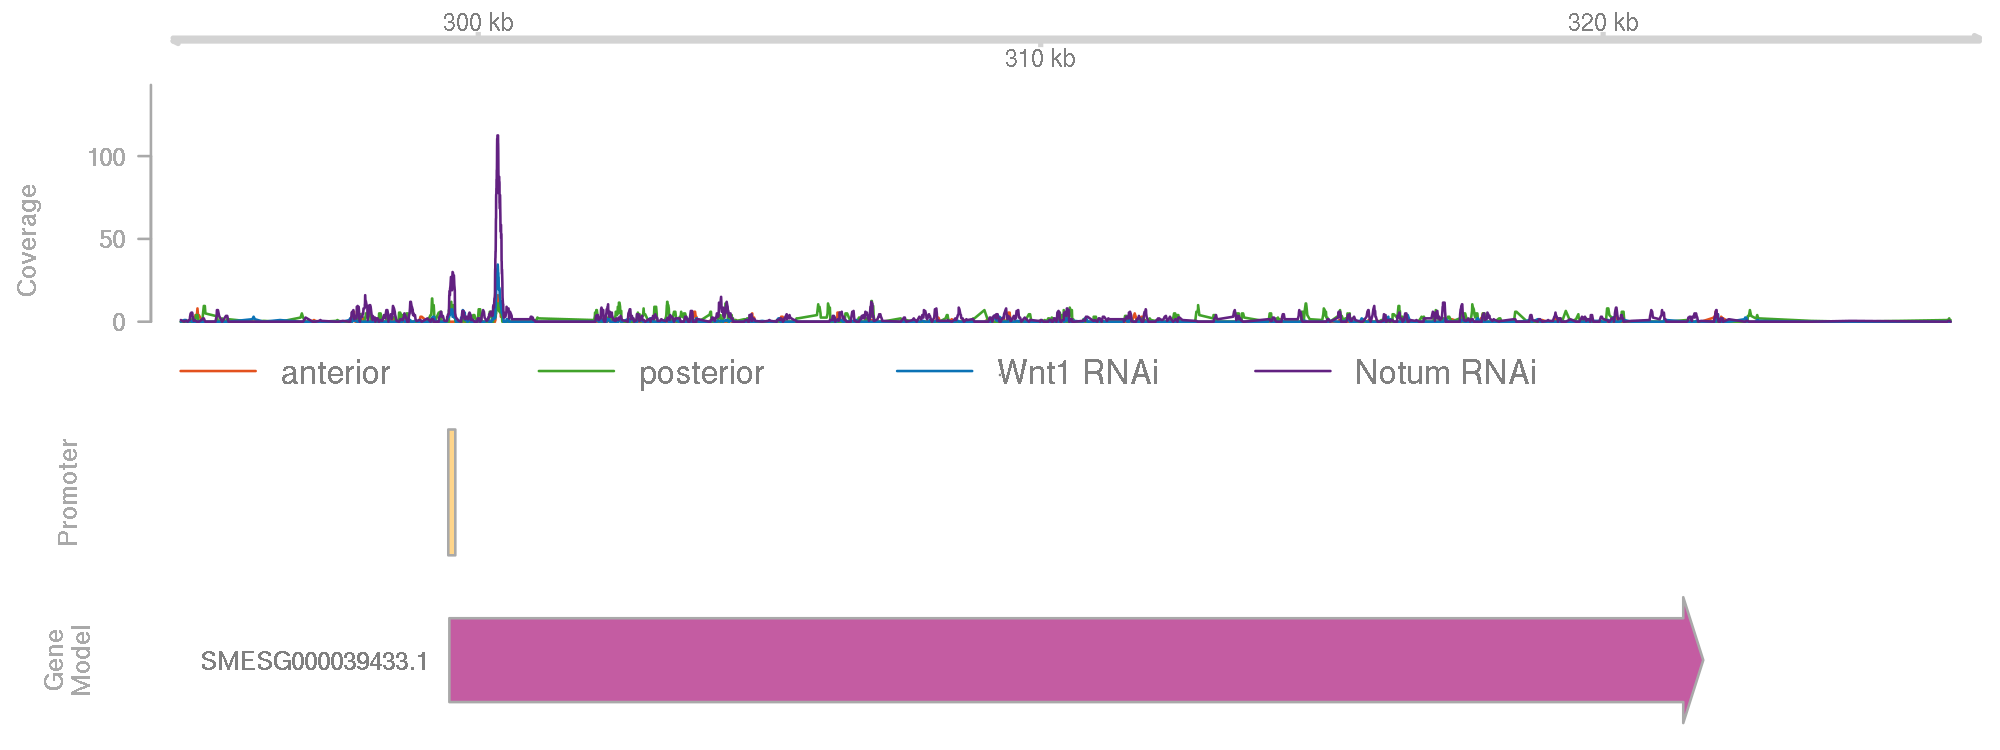 300 kb
320 kb
310 kb
Coverage
100
50
0
anterior
posterior
Wnt1 RNAi
Notum RNAi
Promoter
Gene
Model
SMESG000039433.1